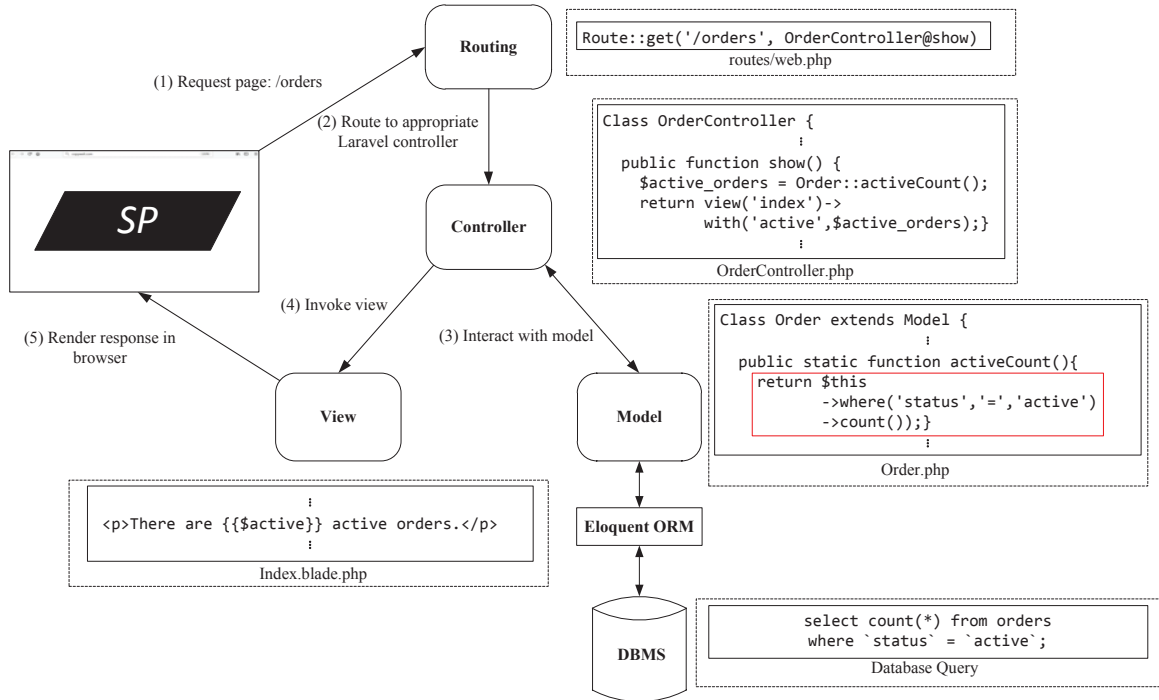 Routing
Route::get('/orders', OrderController@show)
routes/web.php
(1) Request page: /orders
(2) Route to appropriate
Laravel controller
SP
Controller
Class OrderController {
⋮
public function show() {
$active_orders = Order::activeCount();
return view('index')->
with('active',$active_orders);}
⋮
OrderController.php
(4) Invoke view
(3) Interact with model
(5) Render response in
browser
View
Model
Class Order extends Model {
⋮
public static function activeCount(){
return $this
->where('status','=','active')
->count());}
⋮
Order.php
⋮
<p>There are {{$active}} active orders.</p>
⋮
Index.blade.php
Eloquent ORM
DBMS
select count(*) from orders
where `status` = `active`;
Database Query